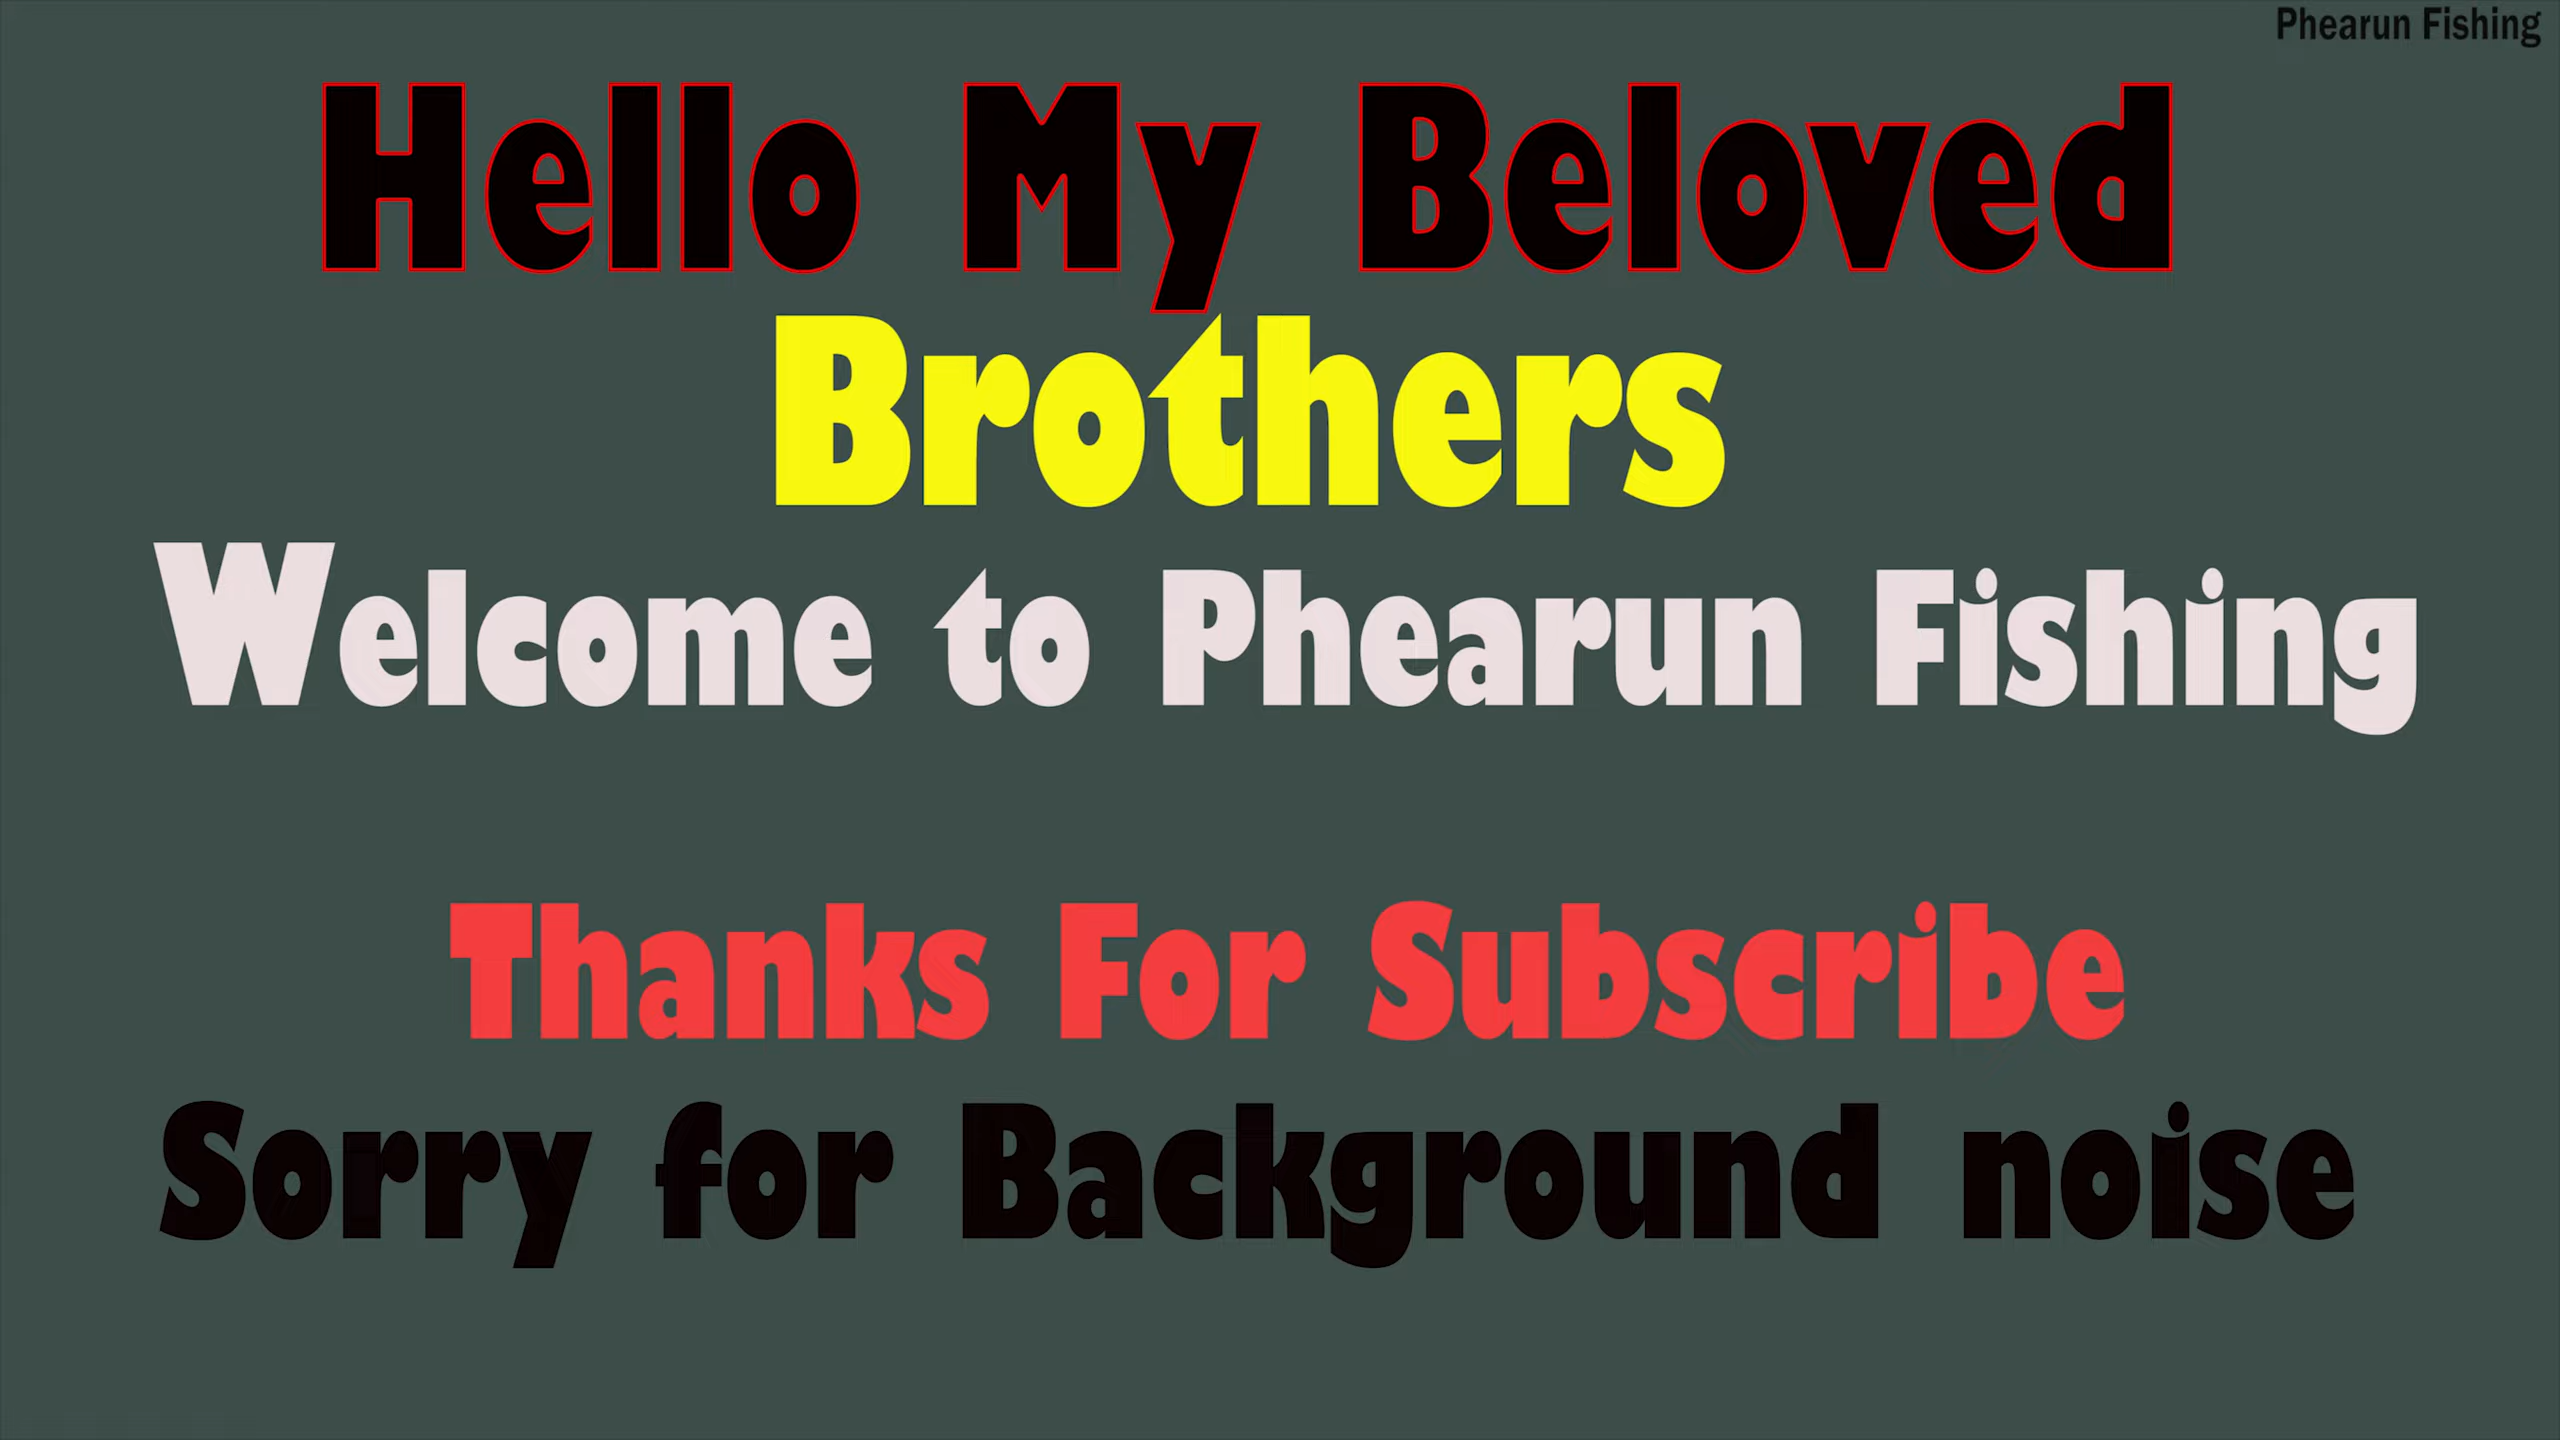 Phearun Fishing
Hello My Beloved
Brothers
Welcome to Phearun Fishing
Thanks For Subscribe
Sorry for Background noise